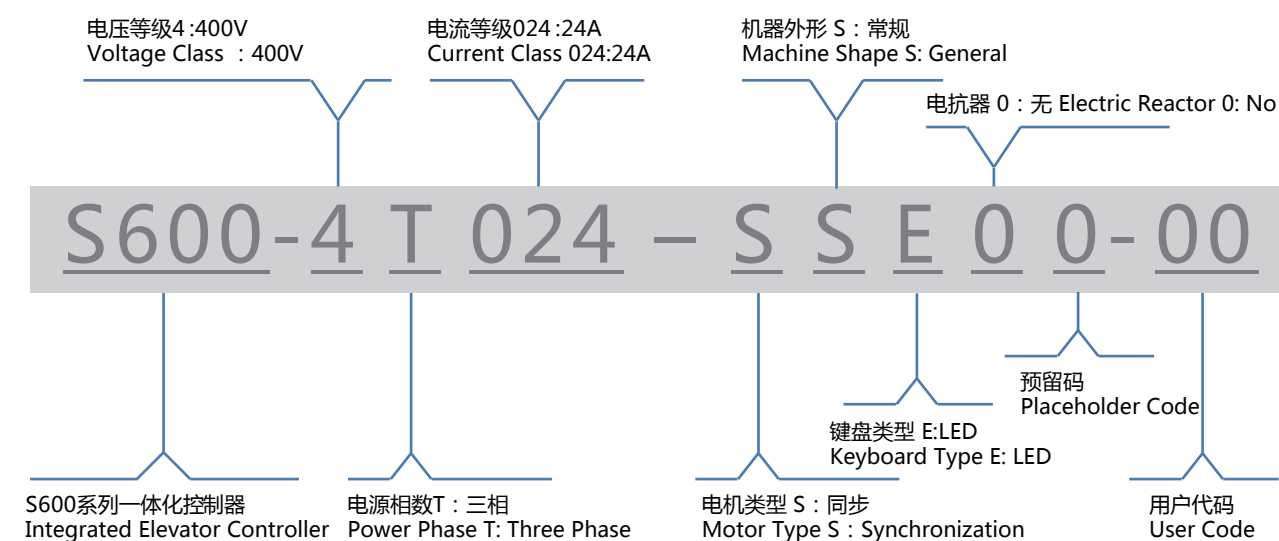 电压等级4 :400V
Voltage Class ：400V
电流等级024 :24A
Current Class 024:24A
机器外形 S：常规
Machine Shape S: General
电抗器 0：无 Electric Reactor 0: No
S600-4 T 024 – S S E 0 0-00
预留码
Placeholder Code
键盘类型 E:LED
Keyboard Type E: LED
S600系列一体化控制器
Integrated Elevator Controller
电源相数T：三相
Power Phase T: Three Phase
电机类型 S：同步
Motor Type S：Synchronization
用户代码
User Code